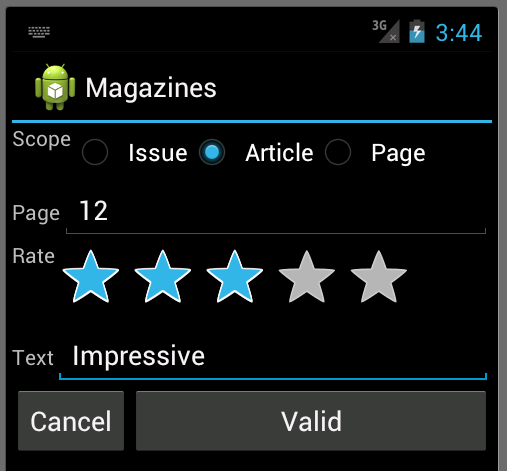 3G 3:44
Magazines
Scope Issue Article Page
Page 12
Rate
Text Impressive
Cancel Valid